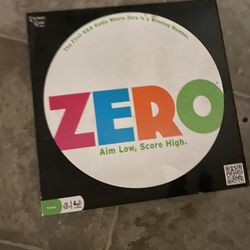 The First Q&A Game Where Zero is a Winning Number.
ZERO
Aim Low, Score High.